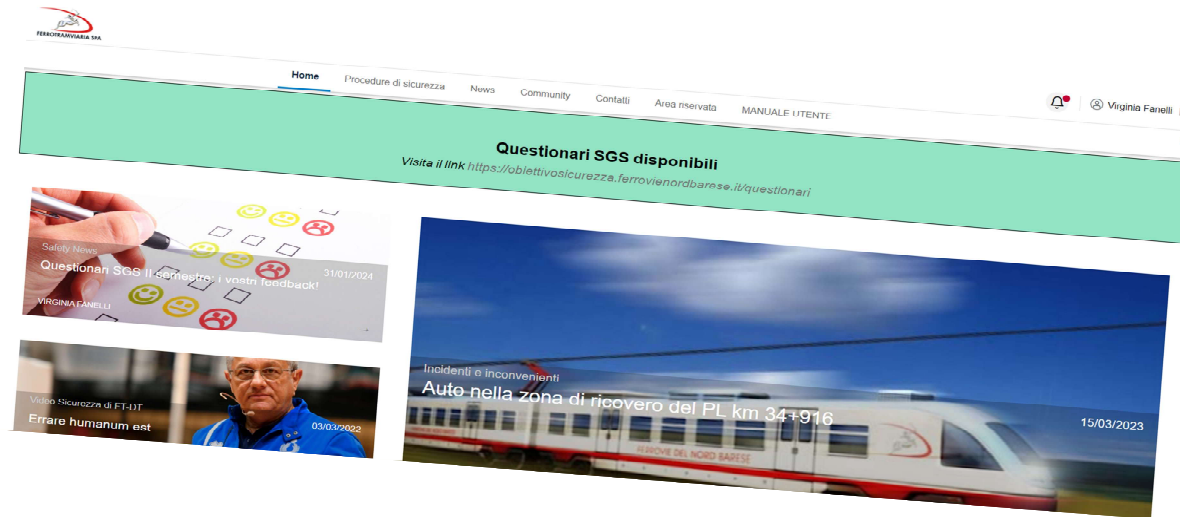 FERROTRAMVIARIA SPA
Home Procedure di sicurezza News Community Contatti Area riservata MANUALE UTENTE Virginia Fanelli
Questionari SGS disponibili
Visita il link https://obiettivosicurezza.ferrovienordbarese.it/questionari
Safety News
31/01/2024
Questionari SGS II semestre: i vostri feedback!
VIRGINIA FANELLI
Video Sicurezza di FT-DT
Errare humanum est
03/03/2022
Incidenti e inconvenienti
Auto nella zona di ricovero del PL km 34+916
15/03/2023
FERROVIE DEL NORD BARESE